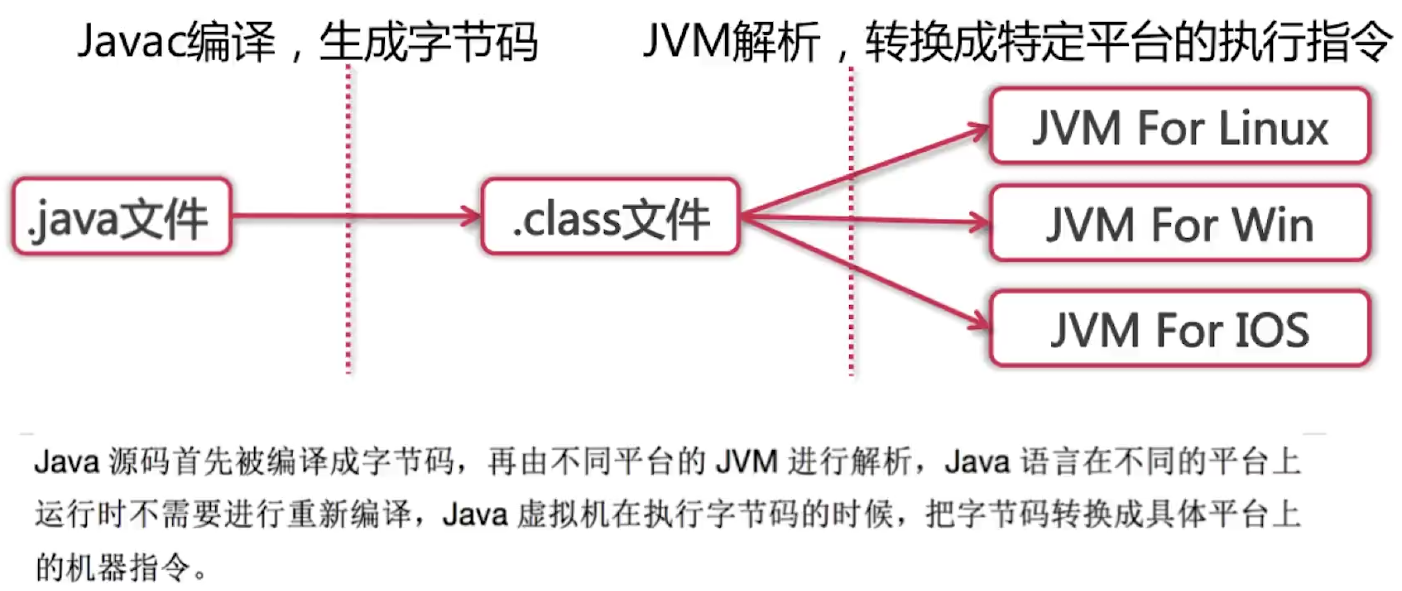 Javac编译，生成字节码
JVM解析，转换成特定平台的执行指令
JVM For Linux
.java文件
.class文件
JVM For Win
JVM For IOS
Java 源码首先被编译成字节码，再由不同平台的 JVM 进行解析，Java 语言在不同的平台上
运行时不需要进行重新编译，Java 虚拟机在执行字节码的时候，把字节码转换成具体平台上
的机器指令。